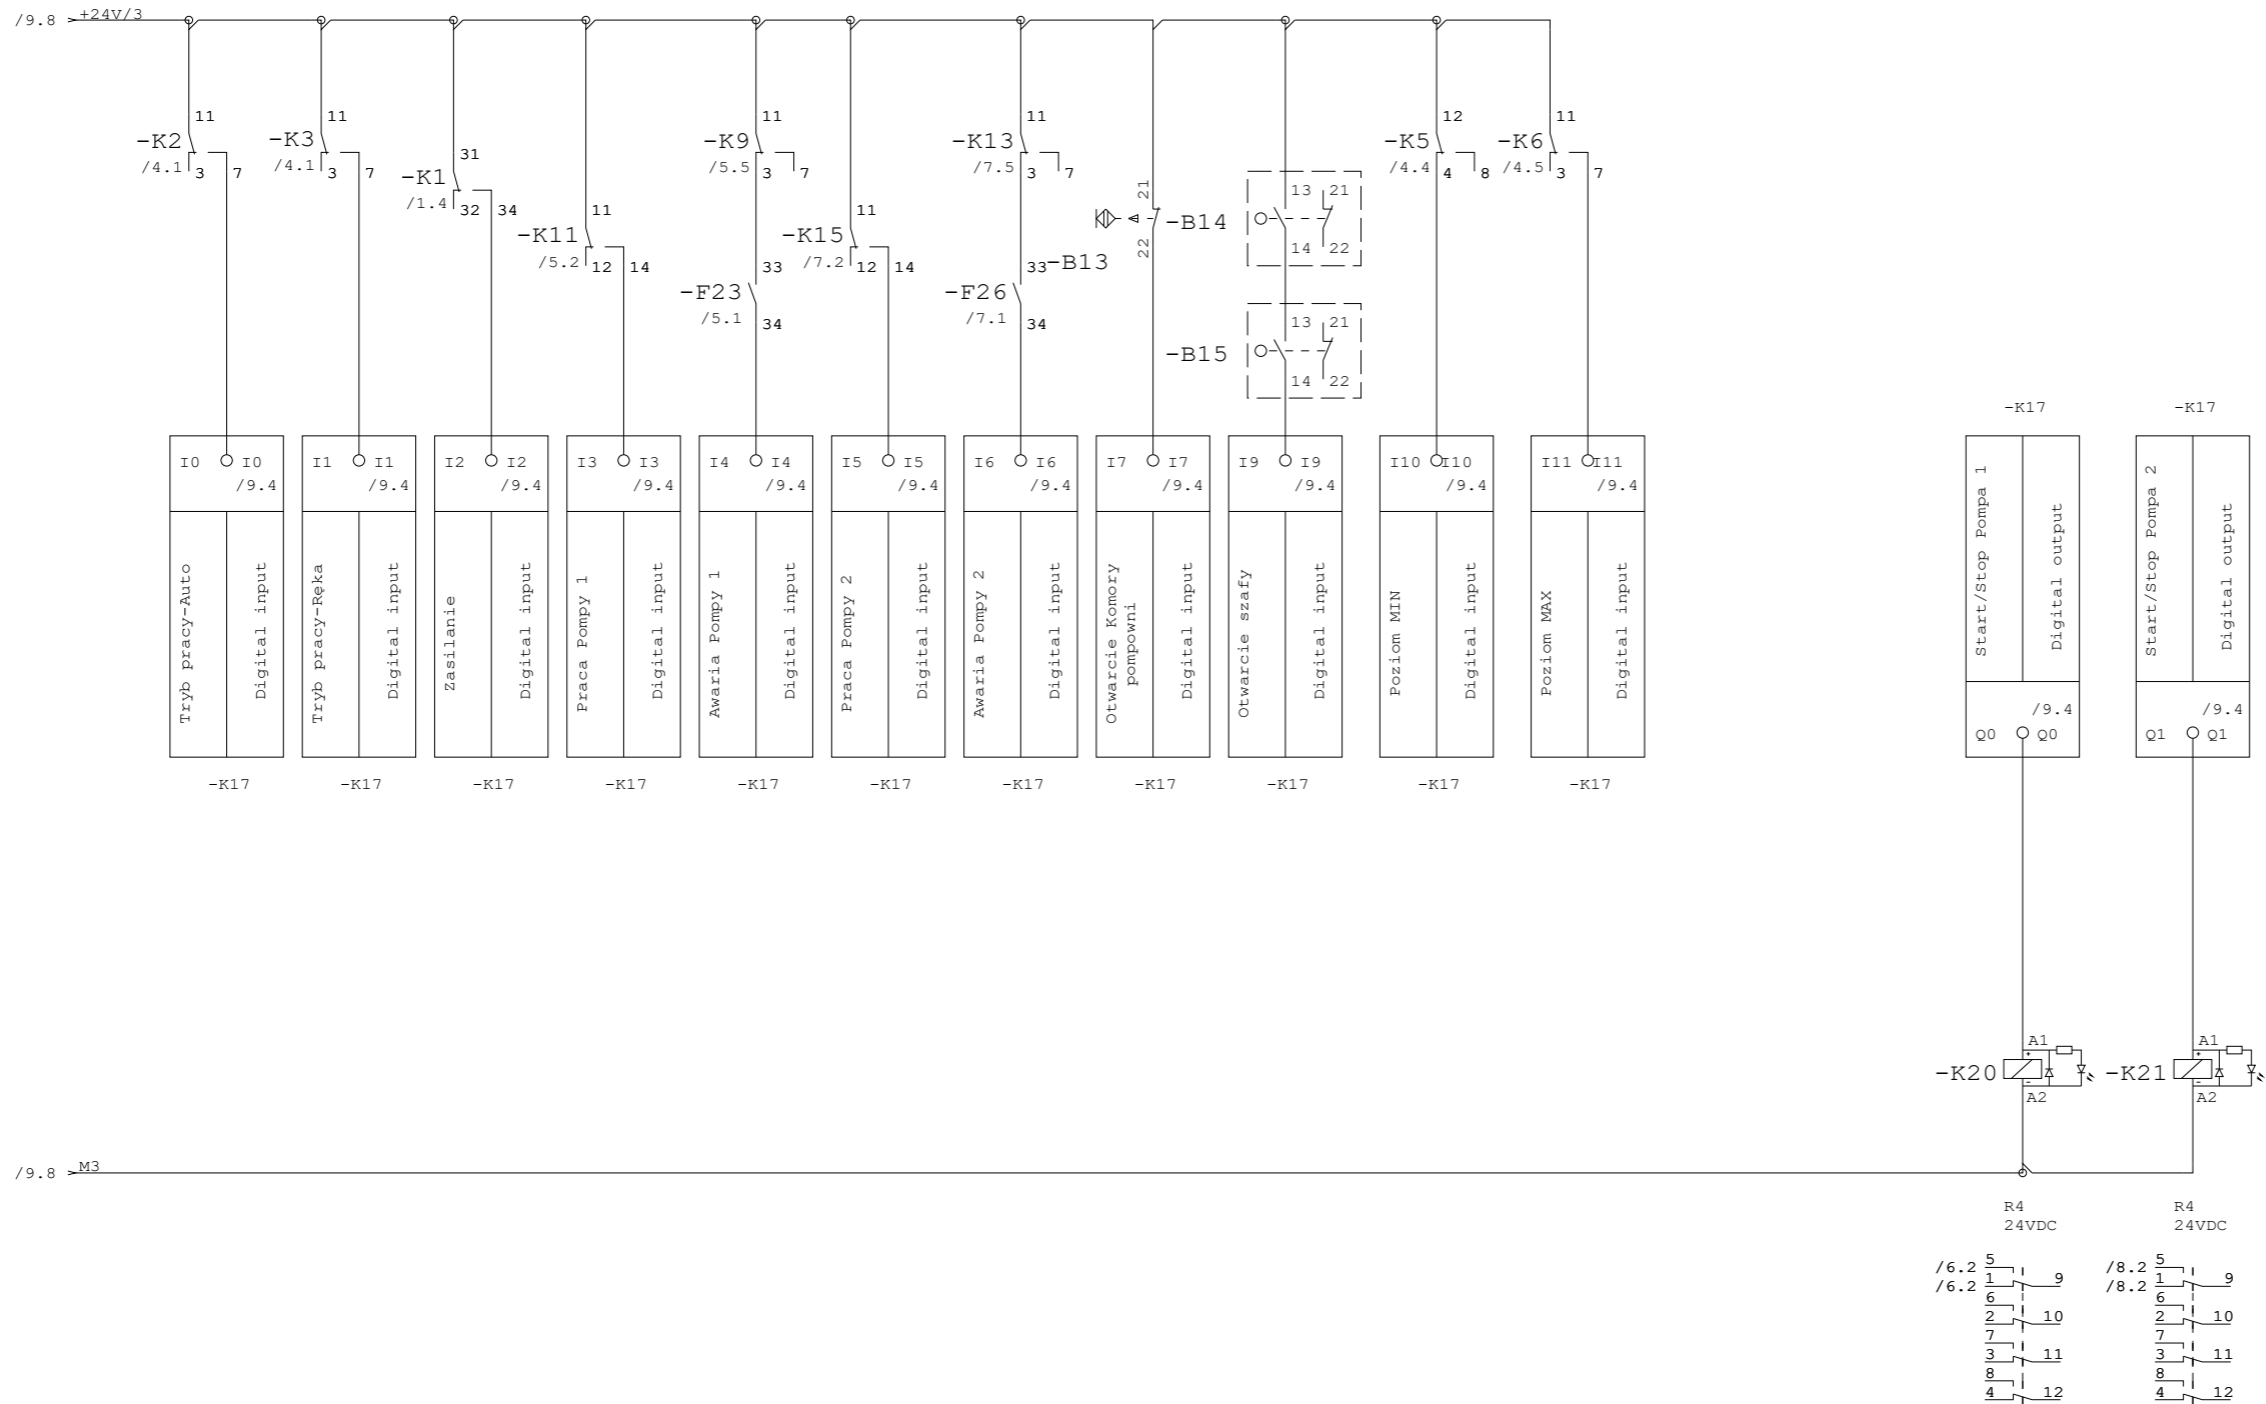 /9.8 +24V/3
11 11 11 11 12 11
-K2 -K3 -K9 -K13 -K5 -K6
/4.1 3 7 /4.1 3 7 /5.5 3 7 /7.5 3 7 /4.4 4 8 /4.5 3 7
31
-K1
/1.4 32 34
11
-K11
/5.2 12 14
11
-K15
/7.2 12 14
33
-F23
/5.1 34
33
-F26
/7.1 34
-B13
21
-B14
22
13 21
14 22
-B15
13 21
14 22
I0 I0 I1 I1 I2 I2 I3 I3 I4 I4 I5 I5 I6 I6 I7 I7 I9 I9 I10 I10 I11 I11
/9.4 /9.4 /9.4 /9.4 /9.4 /9.4 /9.4 /9.4 /9.4 /9.4 /9.4
Tryb pracy-Auto
Digital input
Tryb pracy-Ręka
Digital input
Zasilanie
Digital input
Praca Pompy 1
Digital input
Awaria Pompy 1
Digital input
Praca Pompy 2
Digital input
Awaria Pompy 2
Digital input
Otwarcie Komory
pompowni
Digital input
Otwarcie szafy
Digital input
Poziom MIN
Digital input
Poziom MAX
Digital input
-K17 -K17 -K17 -K17 -K17 -K17 -K17 -K17 -K17 -K17 -K17
-K17 -K17
Start/Stop Pompa 1
Digital output
Start/Stop Pompa 2
Digital output
/9.4 /9.4
Q0 Q0 Q1 Q1
A1 A1
+ +
-K20 -K21
- -
A2 A2
/9.8 M3
R4 R4
24VDC 24VDC
/6.2 5 /8.2 5
/6.2 1 9 /8.2 1 9
6 6
2 10 2 10
7 7
3 11 3 11
8 8
4 12 4 12